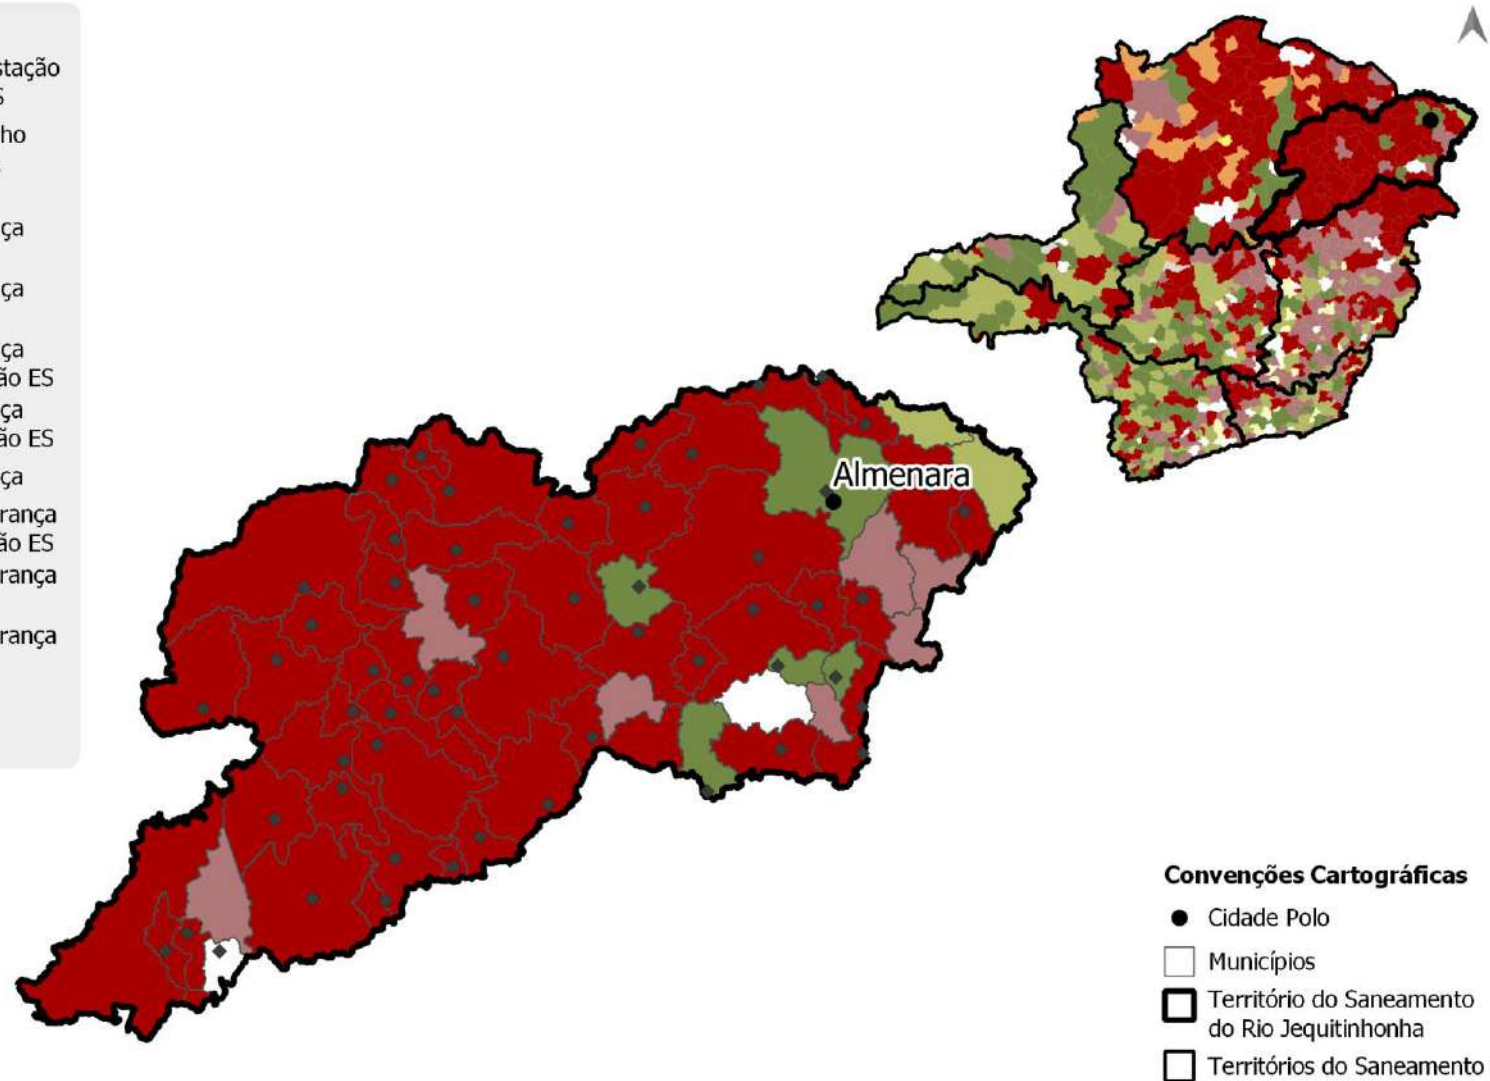 stação
S
ho
ça
ça
ça
ão ES
ça
ão ES
ça
rança
ão ES
rança
rança
Almenara
Convenções Cartográficas
Cidade Polo
Municípios
Território do Saneamento
do Rio Jequitinhonha
Territórios do Saneamento